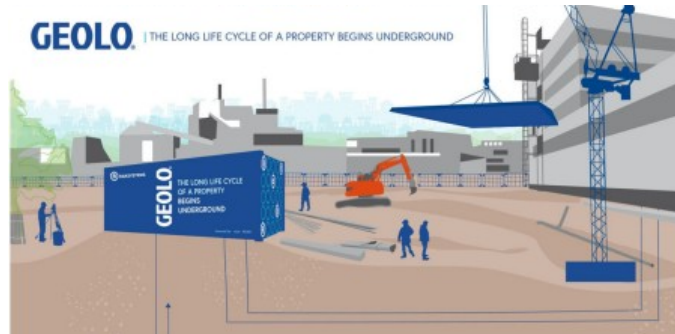 GEOLO. | THE LONG LIFE CYCLE OF A PROPERTY BEGINS UNDERGROUND
GEOLO.
THE LONG LIFE CYCLE
OF A PROPERTY
BEGINS
UNDERGROUND